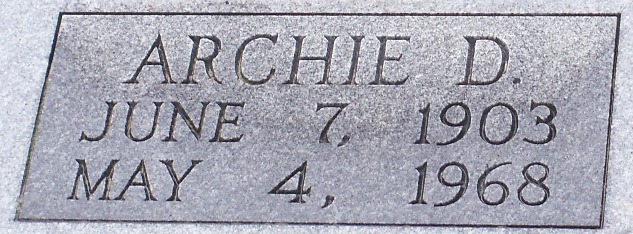 ARCHIE D.
JUNE 7, 1903
MAY 4, 1968